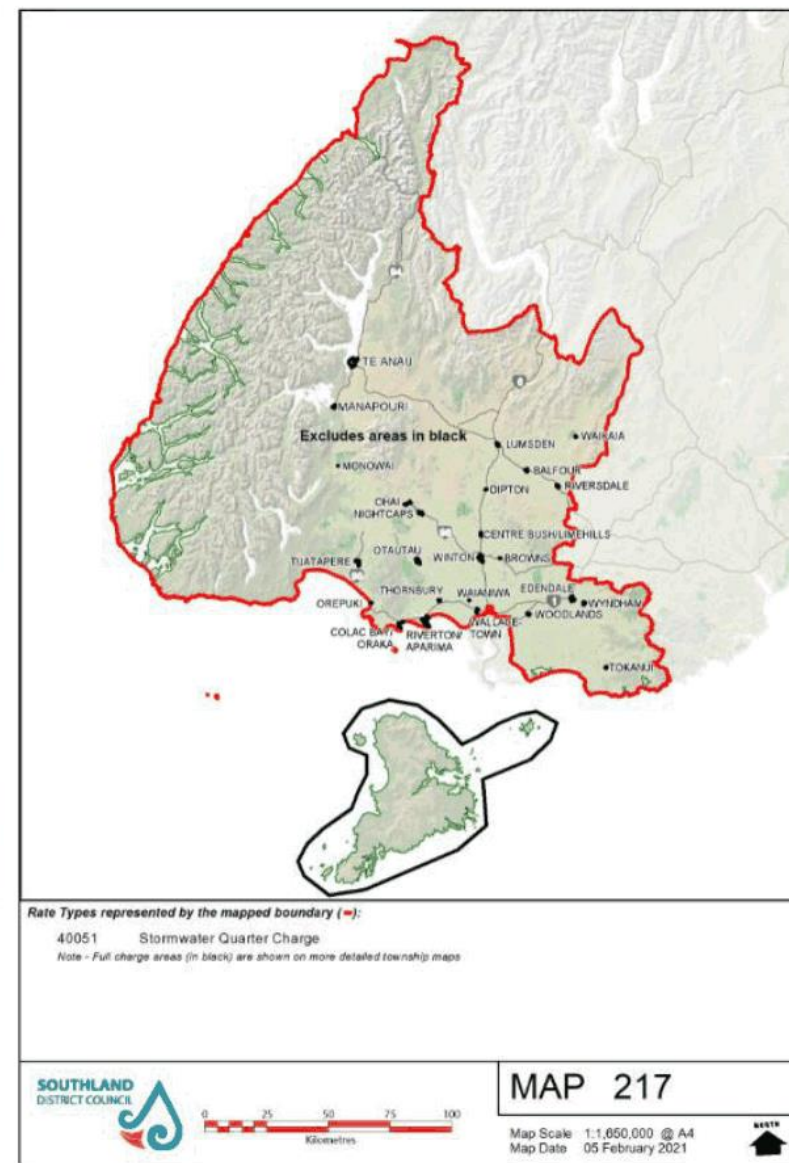 94
TE ANAU
6
MANAPOURI
Excludes areas in black
WAIKAIA
LUMSDEN
MONOWAI
BALFOUR
DIPTON
RIVERSDALE
OHAI
NIGHTCAPS
CENTRE BUSH/LIMEHILLS
OTAUTAU
WINTON
BROWNS
TUATAPERE
THORNBURY
WAIANIWA
EDENDALE
OREPUKI
WYNDHAM
WALLACE-
TOWN
WOODLANDS
COLAC BAY/
ORAKA
RIVERTON/
APARIMA
TOKANUI
Rate Types represented by the mapped boundary (-):
40051 Stormwater Quarter Charge
Note - Full charge areas (in black) are shown on more detailed township maps
SOUTHLAND
DISTRICT COUNCIL
0 25 50 75 100
Kilometres
MAP 217
Map Scale 1:1,650,000 @ A4
Map Date 05 February 2021
NORTH